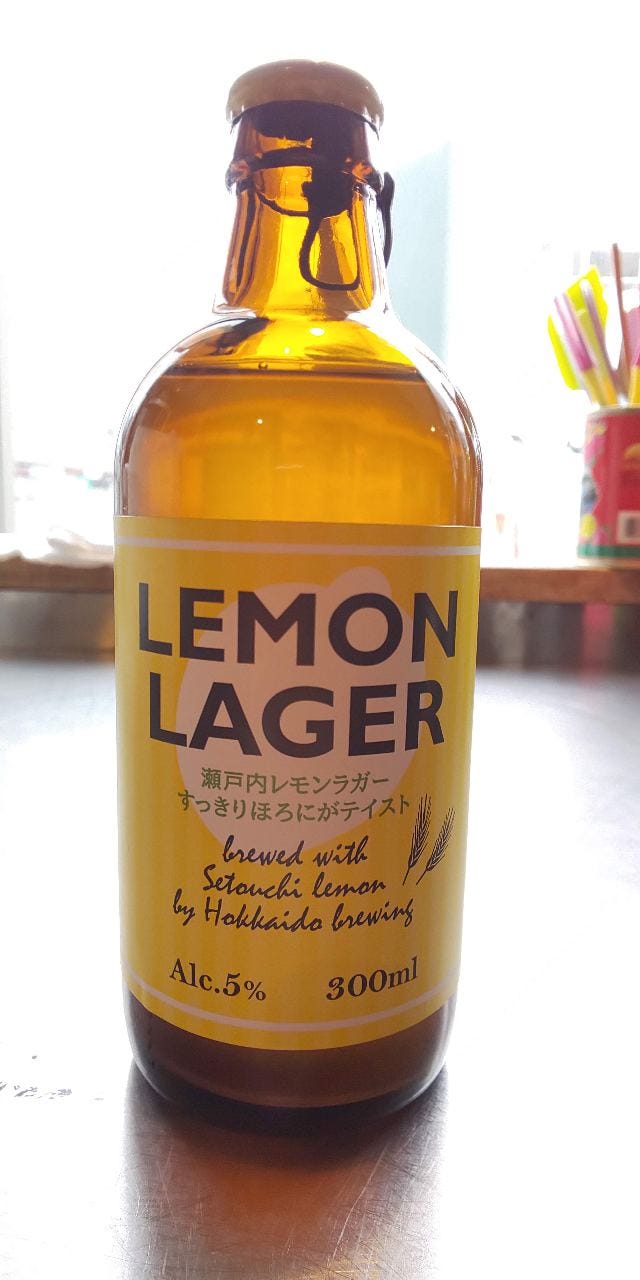 LEMON
LAGER
瀬戸内レモンラガー
すっきりほろにがテイスト
brewed with
Setouchi lemon
by Hokkaido brewing
Alc.5% 300ml